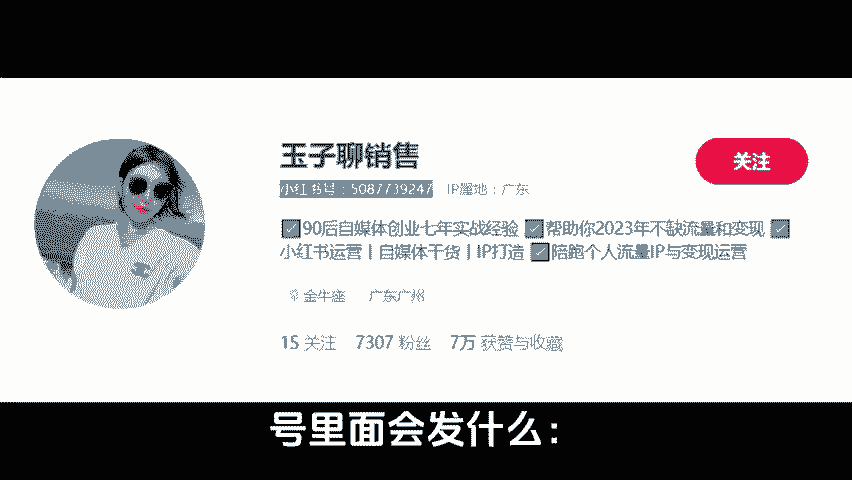 玉子聊销售
关注
小红书号：5087739247 IP属地：广东
✅90后自媒体创业七年实战经验 ✅帮助你2023年不缺流量和变现 ✅
小红书运营丨自媒体干货丨IP打造 ✅陪跑个人流量IP与变现运营
金牛座 广东广州
15 关注 7307 粉丝 7万 获赞与收藏
号里面会发什么：